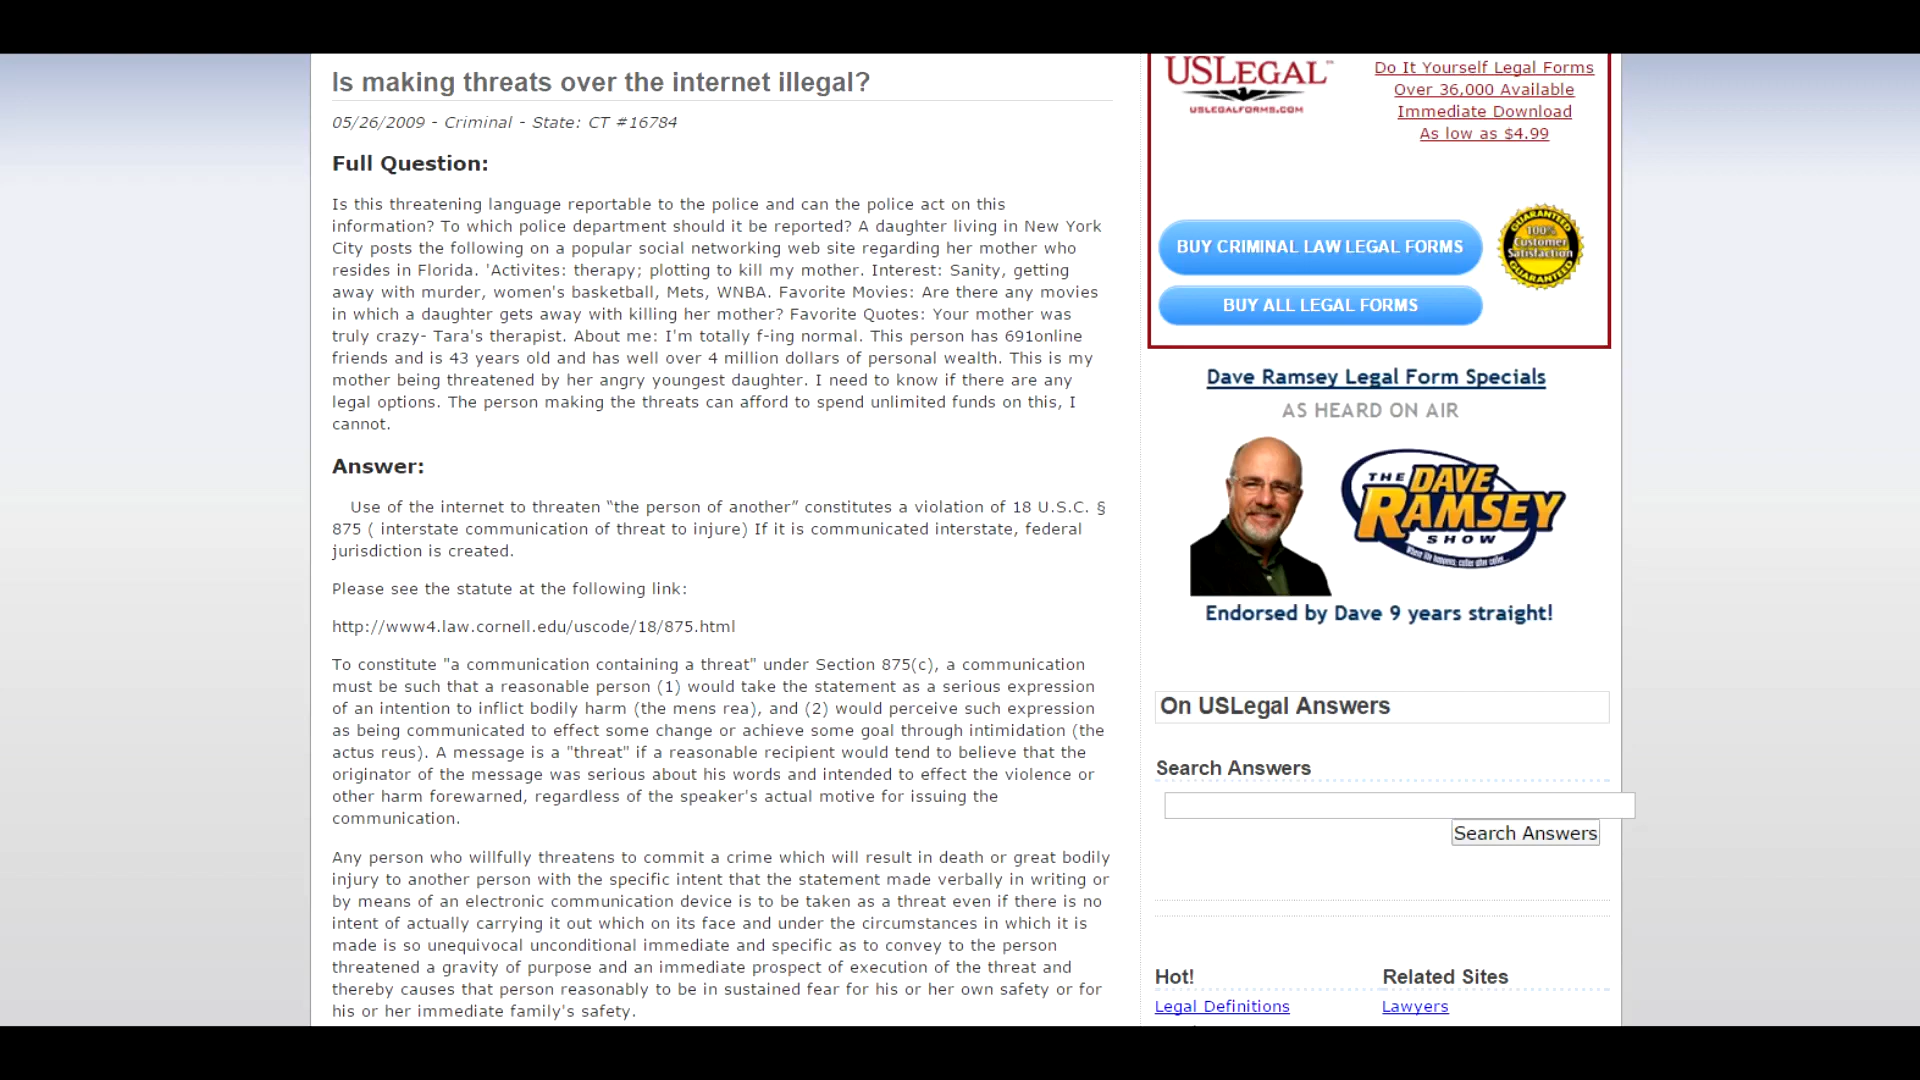 Is making threats over the internet illegal?
05/26/2009 - Criminal - State: CT #16784
Full Question:
Is this threatening language reportable to the police and can the police act on this
information? To which police department should it be reported? A daughter living in New York
City posts the following on a popular social networking web site regarding her mother who
resides in Florida. 'Activites: therapy; plotting to kill my mother. Interest: Sanity, getting
away with murder, women's basketball, Mets, WNBA. Favorite Movies: Are there any movies
in which a daughter gets away with killing her mother? Favorite Quotes: Your mother was
truly crazy- Tara's therapist. About me: I'm totally f-ing normal. This person has 691online
friends and is 43 years old and has well over 4 million dollars of personal wealth. This is my
mother being threatened by her angry youngest daughter. I need to know if there are any
legal options. The person making the threats can afford to spend unlimited funds on this, I
cannot.
Answer:
Use of the internet to threaten “the person of another” constitutes a violation of 18 U.S.C. §
875 ( interstate communication of threat to injure) If it is communicated interstate, federal
jurisdiction is created.
Please see the statute at the following link:
http://www4.law.cornell.edu/uscode/18/875.html
To constitute "a communication containing a threat" under Section 875(c), a communication
must be such that a reasonable person (1) would take the statement as a serious expression
of an intention to inflict bodily harm (the mens rea), and (2) would perceive such expression
as being communicated to effect some change or achieve some goal through intimidation (the
actus reus). A message is a "threat" if a reasonable recipient would tend to believe that the
originator of the message was serious about his words and intended to effect the violence or
other harm forewarned, regardless of the speaker's actual motive for issuing the
communication.
Any person who willfully threatens to commit a crime which will result in death or great bodily
injury to another person with the specific intent that the statement made verbally in writing or
by means of an electronic communication device is to be taken as a threat even if there is no
intent of actually carrying it out which on its face and under the circumstances in which it is
made is so unequivocal unconditional immediate and specific as to convey to the person
threatened a gravity of purpose and an immediate prospect of execution of the threat and
thereby causes that person reasonably to be in sustained fear for his or her own safety or for
his or her immediate family's safety.
USLEGAL™
USLEGALFORMS.COM
Do It Yourself Legal Forms
Over 36,000 Available
Immediate Download
As low as $4.99
BUY CRIMINAL LAW LEGAL FORMS
GUARANTEED
100%
Customer
Satisfaction
GUARANTEED
BUY ALL LEGAL FORMS
Dave Ramsey Legal Form Specials
AS HEARD ON AIR
THE
DAVE
RAMSEY
SHOW
Endorsed by Dave 9 years straight!
On USLegal Answers
Search Answers
Search Answers
Hot!
Legal Definitions
Related Sites
Lawyers